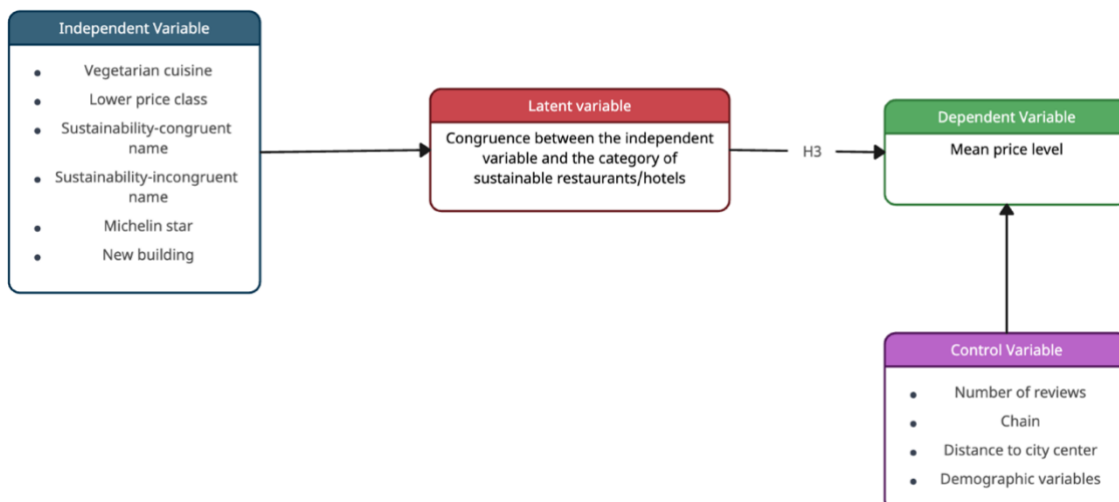 Independent Variable
• Vegetarian cuisine
• Lower price class
• Sustainability-congruent
name
• Sustainability-incongruent
name
• Michelin star
• New building
Latent variable
Congruence between the independent
variable and the category of
sustainable restaurants/hotels
H3
Dependent Variable
Mean price level
Control Variable
• Number of reviews
• Chain
• Distance to city center
• Demographic variables